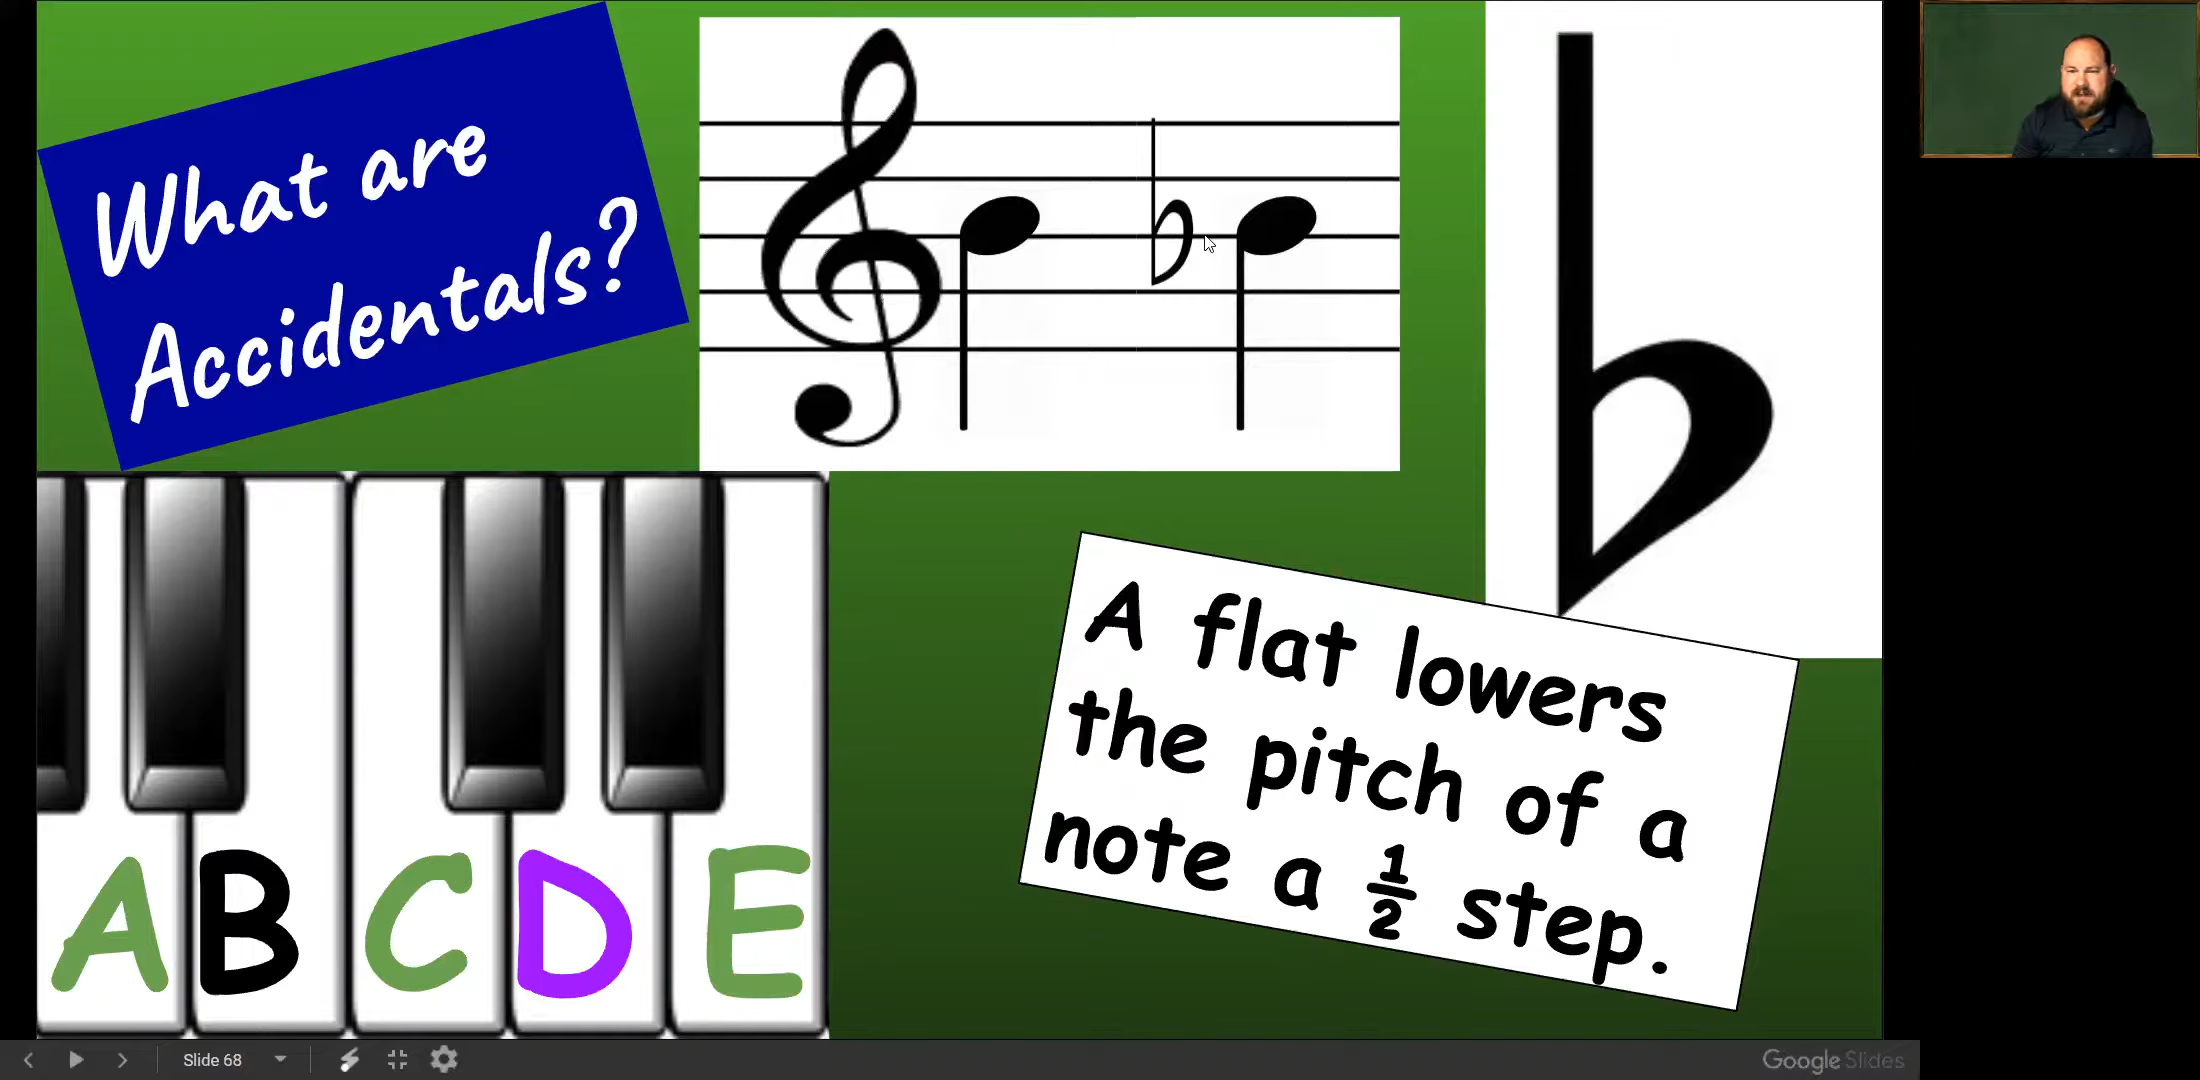 What are
Accidentals?
A flat lowers
the pitch of a
note a ½ step.
A B C D E
Slide 68
Google Slides